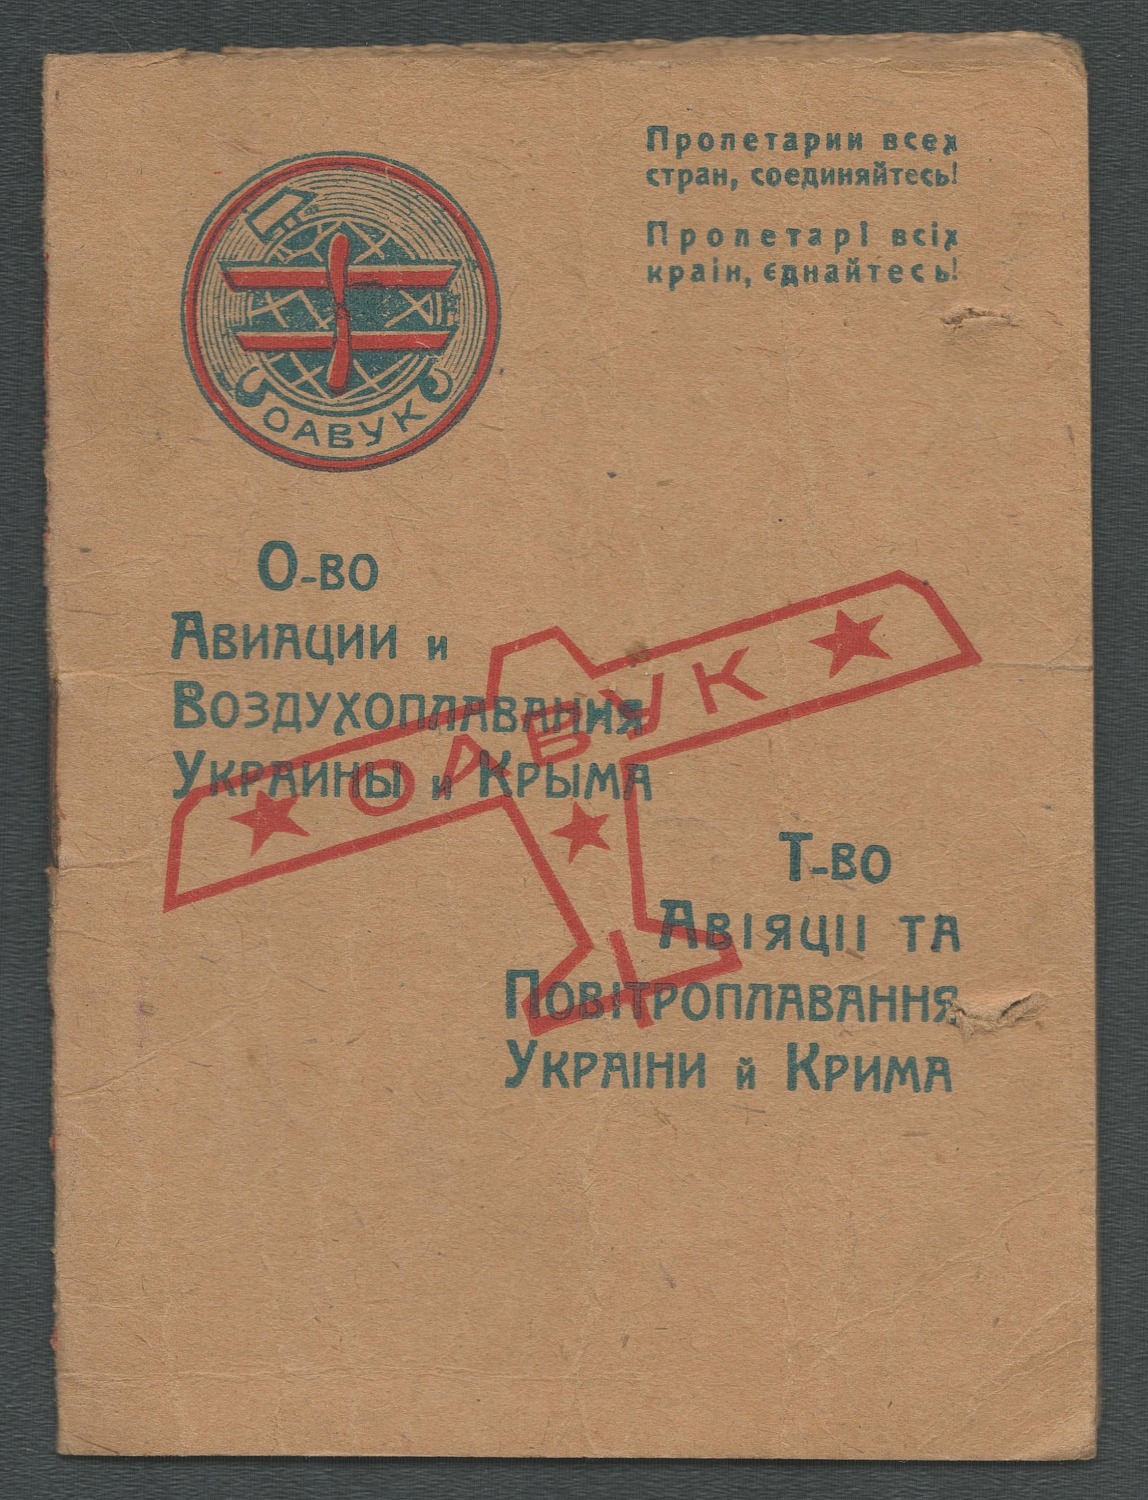 Пролетарии всех
стран, соединяйтесь!
Пролетарі всіх
країн, єднайтесь!
ОАВУК
О-во
Авиации и
Воздухоплавания
Украины и Крыма
ОАВУК
Т-во
Авіяції та
Повітроплавання
Украіни й Крима